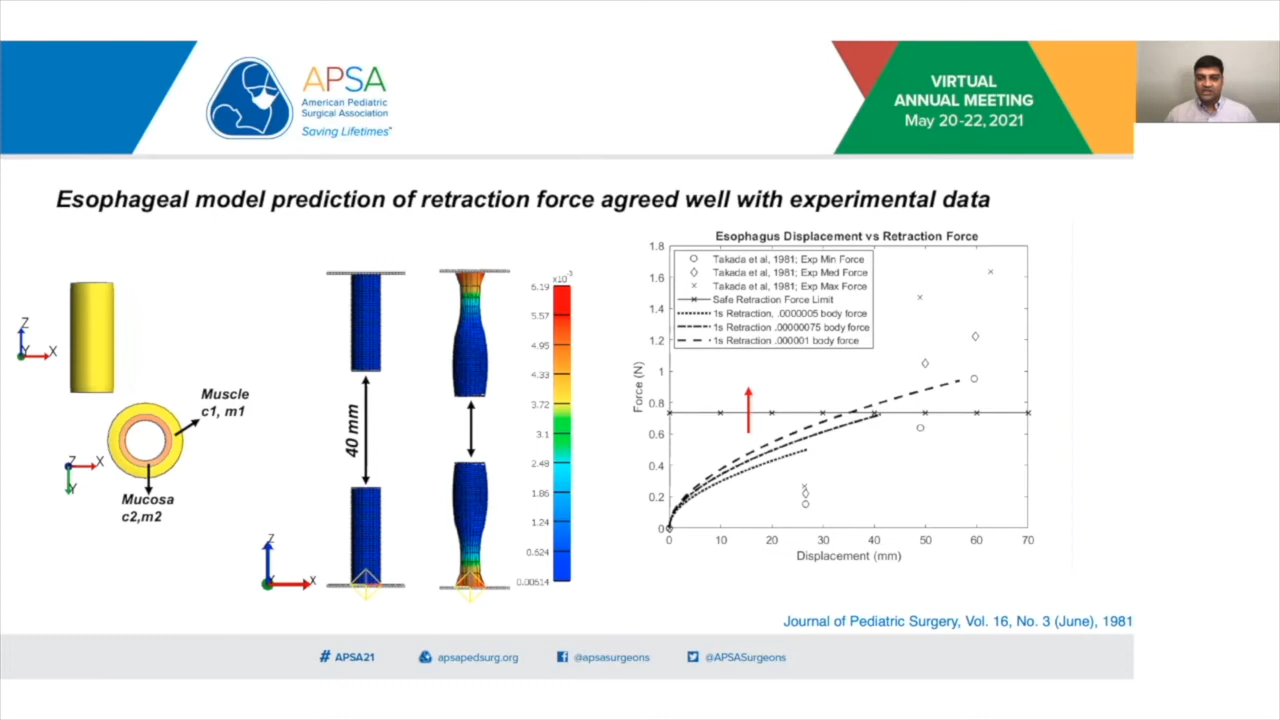 APSA
American Pediatric
Surgical Association
Saving Lifetimes
VIRTUAL
ANNUAL MEETING
May 20-22, 2021
Esophageal model prediction of retraction force agreed well with experimental data
Z
Y
X
Muscle
c1, m1
Z
X
Y
Mucosa
c2,m2
40 mm
Z
Y
X
x10⁻³
6.19
5.57
4.95
4.33
3.72
3.1
2.48
1.86
1.24
0.624
0.00514
Esophagus Displacement vs Retraction Force
Takada et al, 1981; Exp Min Force
Takada et al, 1981; Exp Med Force
Takada et al, 1981; Exp Max Force
Safe Retraction Force Limit
1s Retraction, .0000005 body force
1s Retraction .00000075 body force
1s Retraction .000001 body force
Force (N)
1.8
1.6
1.4
1.2
1
0.8
0.6
0.4
0.2
0
0 10 20 30 40 50 60 70
Displacement (mm)
Journal of Pediatric Surgery, Vol. 16, No. 3 (June), 1981
# APSA21
apsapedsurg.org
@apsasurgeons
@APSASurgeons